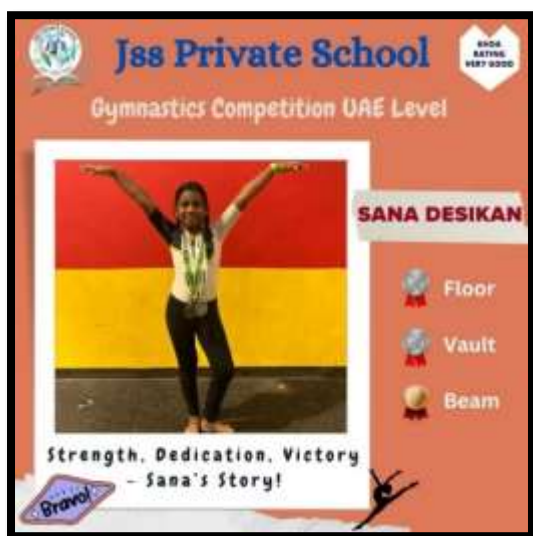 Jss Private School
KHDA
RATING
VERY GOOD
Gymnastics Competition UAE Level
SANA DESIKAN
Floor
Vault
Beam
Strength, Dedication, Victory
- Sana's Story!
Bravo!